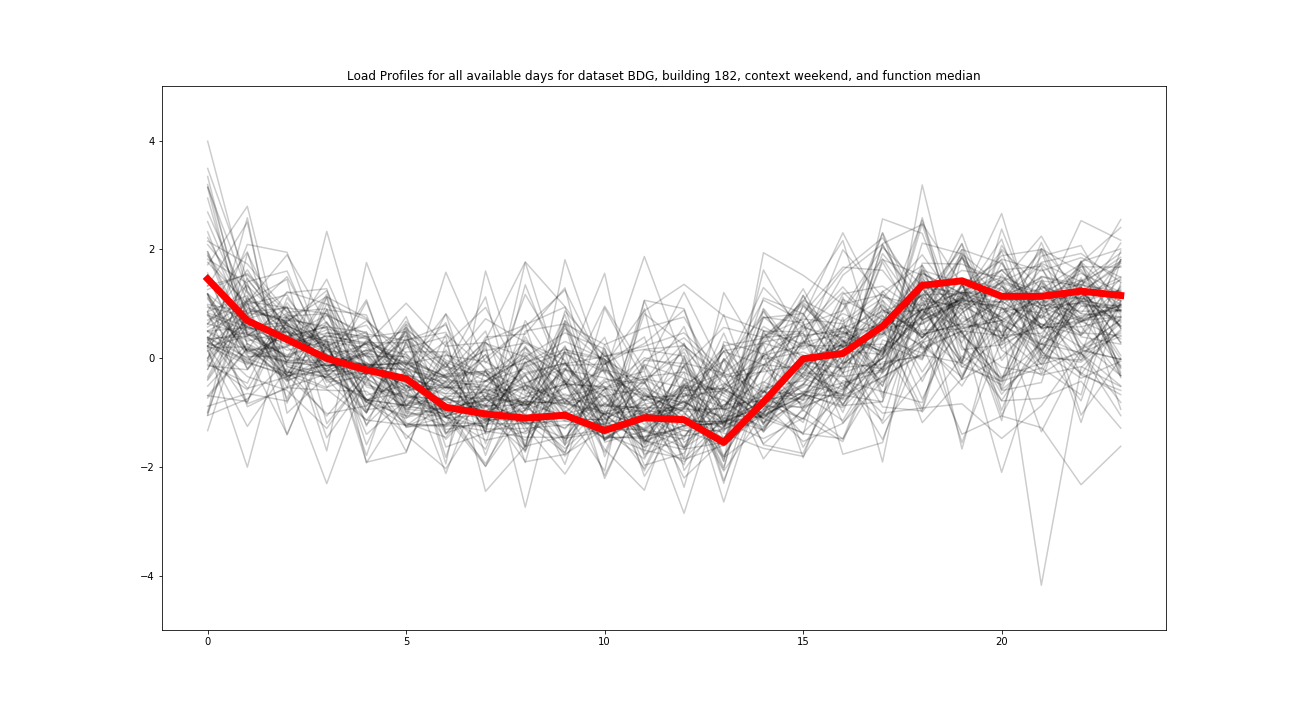 Load Profiles for all available days for dataset BDG, building 182, context weekend, and function median
4
2
0
−2
−4
0 5 10 15 20